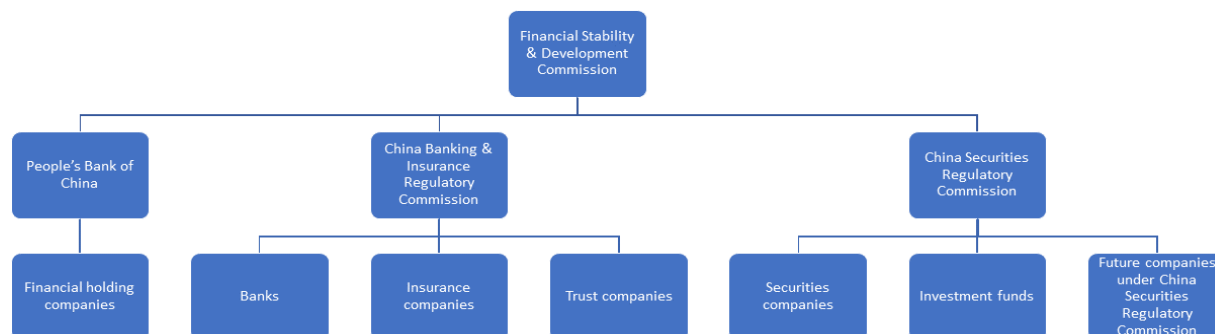 Financial Stability
& Development
Commission
People's Bank of
China
China Banking &
Insurance
Regulatory
Commission
China Securities
Regulatory
Commission
Financial holding
companies
Banks
Insurance
companies
Trust companies
Securities
companies
Investment funds
Future companies
under China
Securities
Regulatory
Commission